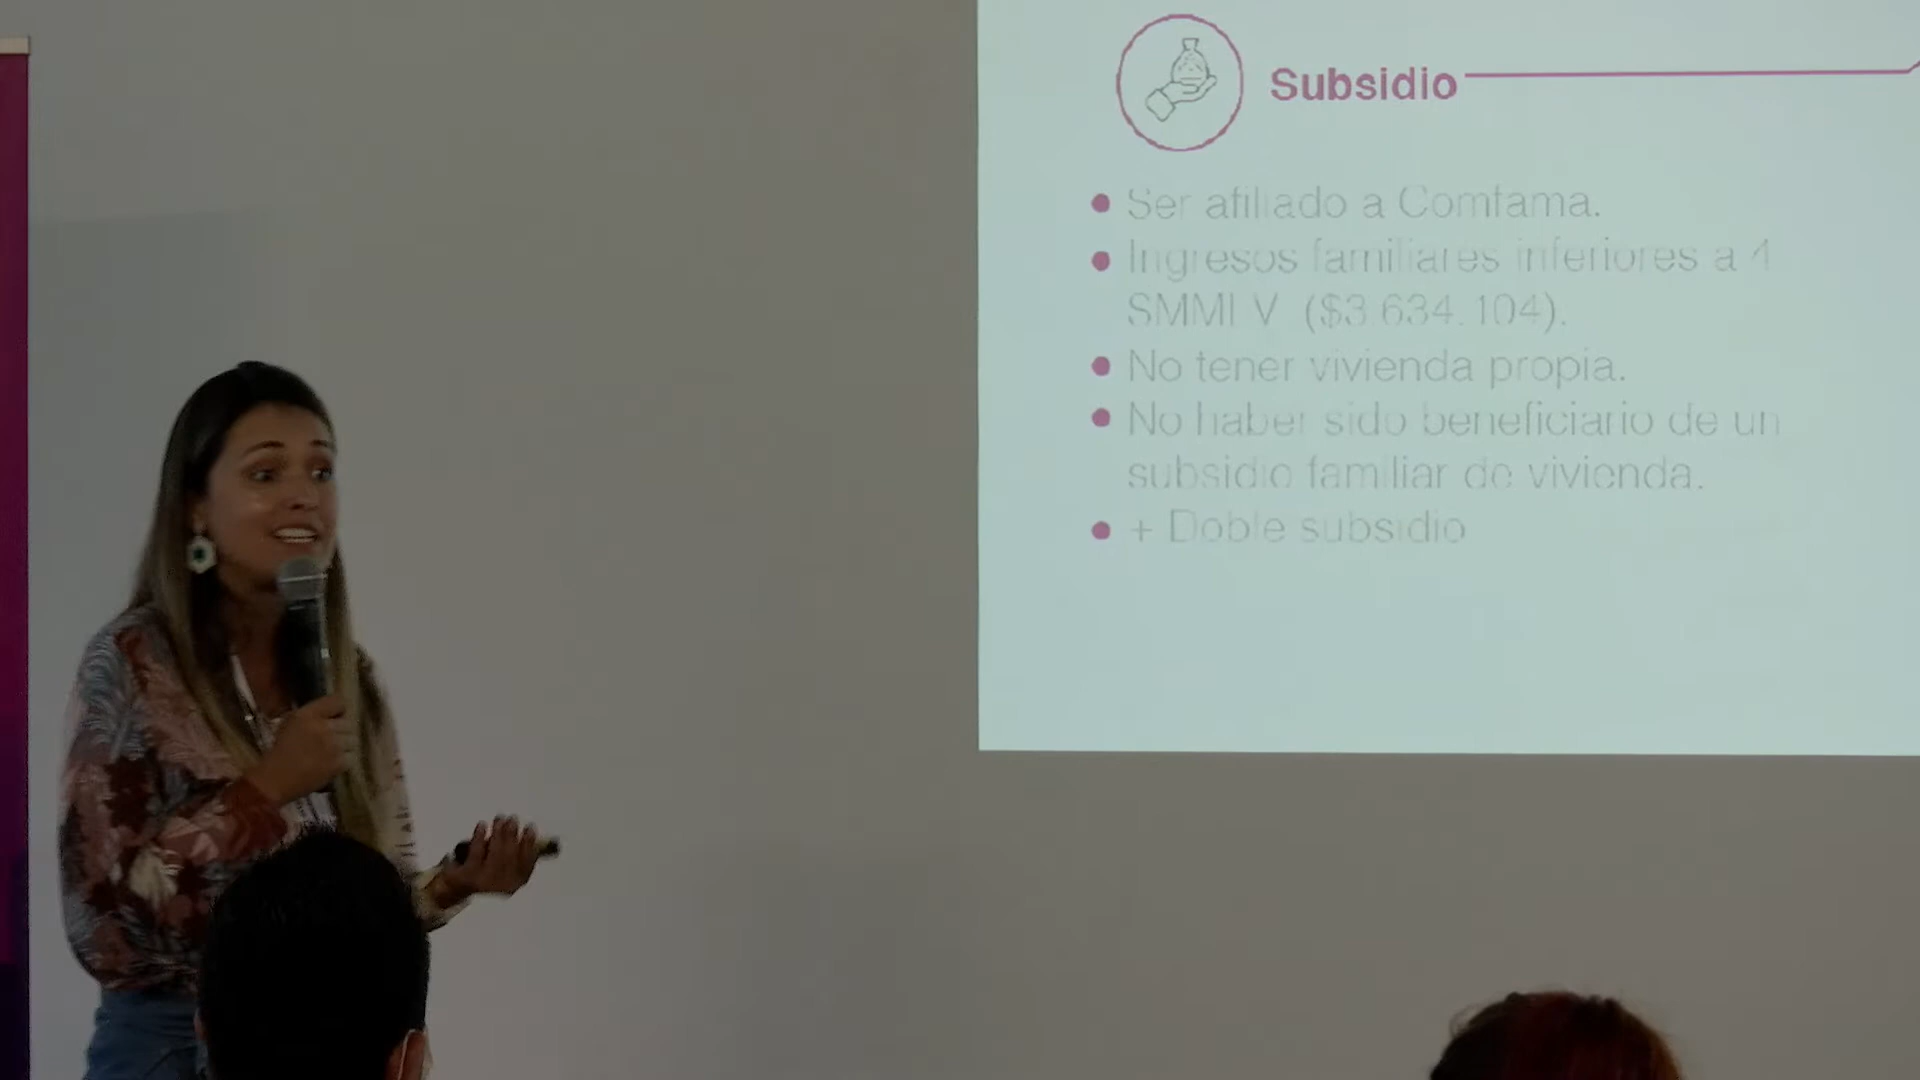 Subsidio
Ser afiliado a Comfama.
Ingresos familiares inferiores a 4
SMMLV ($3.634.104).
No tener vivienda propia.
No haber sido beneficiario de un
subsidio familiar de vivienda.
+ Doble subsidio